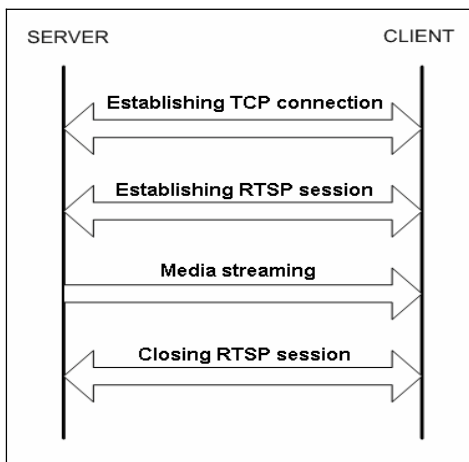 SERVER
CLIENT
Establishing TCP connection
Establishing RTSP session
Media streaming
Closing RTSP session